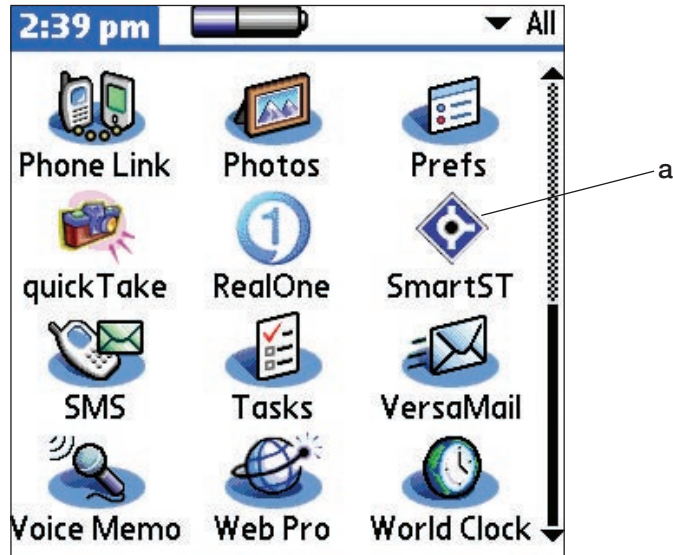 2:39 pm All
Phone Link Photos Prefs
a
quickTake RealOne SmartST
SMS Tasks VersaMail
Voice Memo Web Pro World Clock